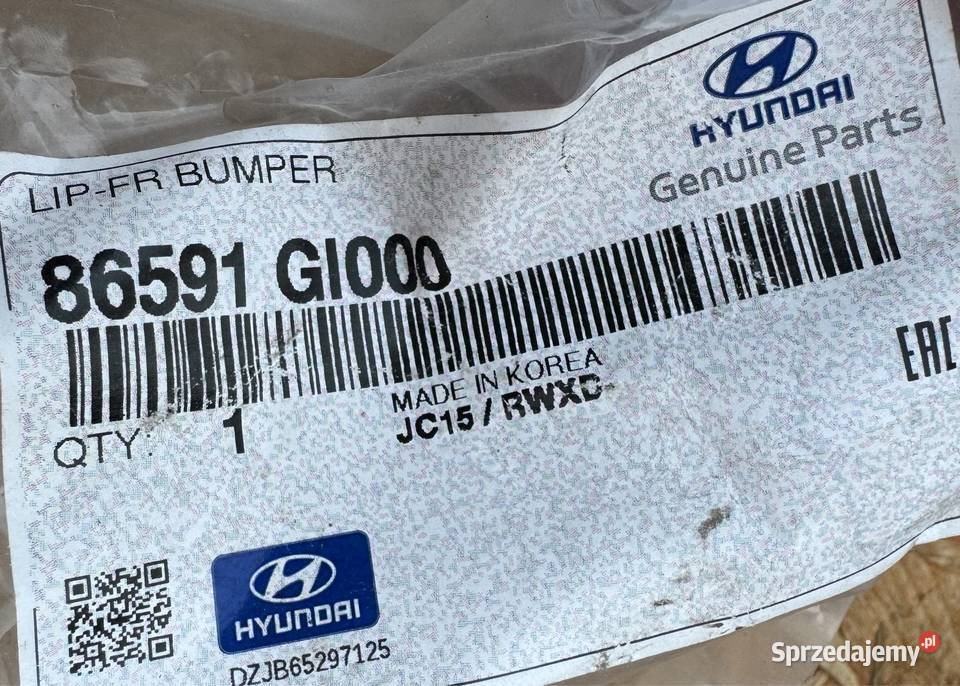 HYUNDAI
Genuine Parts
LIP-FR BUMPER
86591 GI000
MADE IN KOREA
JC15 / RWXD
EAC
QTY: 1
HYUNDAI
DZJB65297125
Sprzedajemy.pl